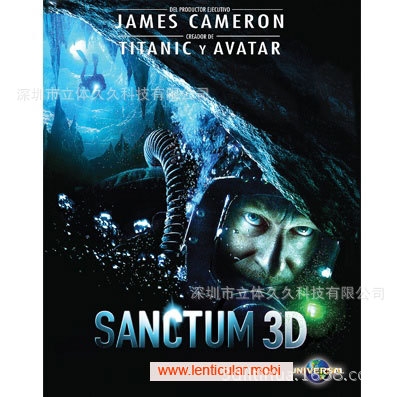 DEL PRODUCTOR EJECUTIVO
JAMES CAMERON
CREADOR DE
TITANIC Y AVATAR
深圳市立体久久科技有限公司
深圳市立体久久科技有限公司
SANCTUM 3D
www.lenticular.mobi
UNIVERSAL